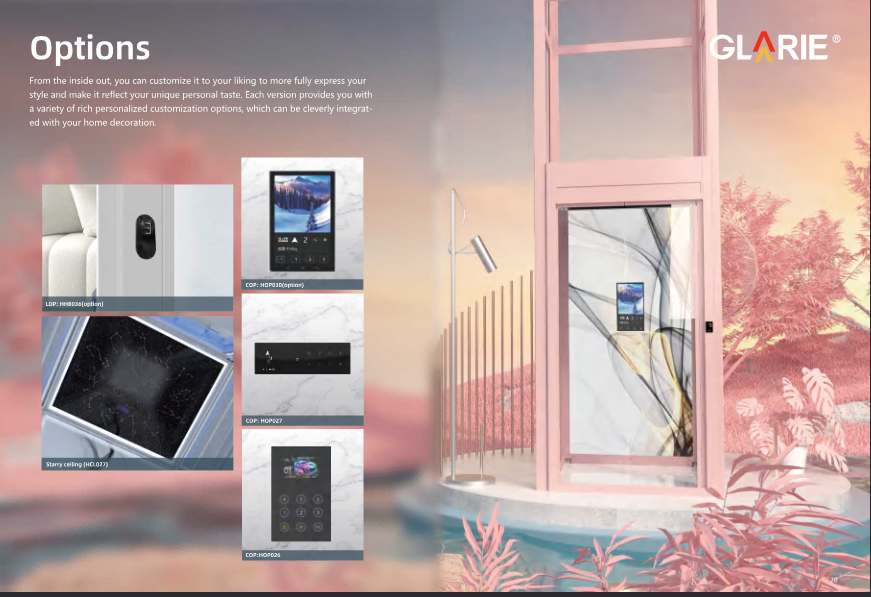 Options
GLARIE®
From the inside out, you can customize it to your liking to more fully express your
style and make it reflect your unique personal taste. Each version provides you with
a variety of rich personalized customization options, which can be cleverly integrat-
ed with your home decoration.
LOP: HHB036(option)
COP: HOP030(option)
COP: HOP027
Starry ceiling (HCL027)
COP:HOP026
28